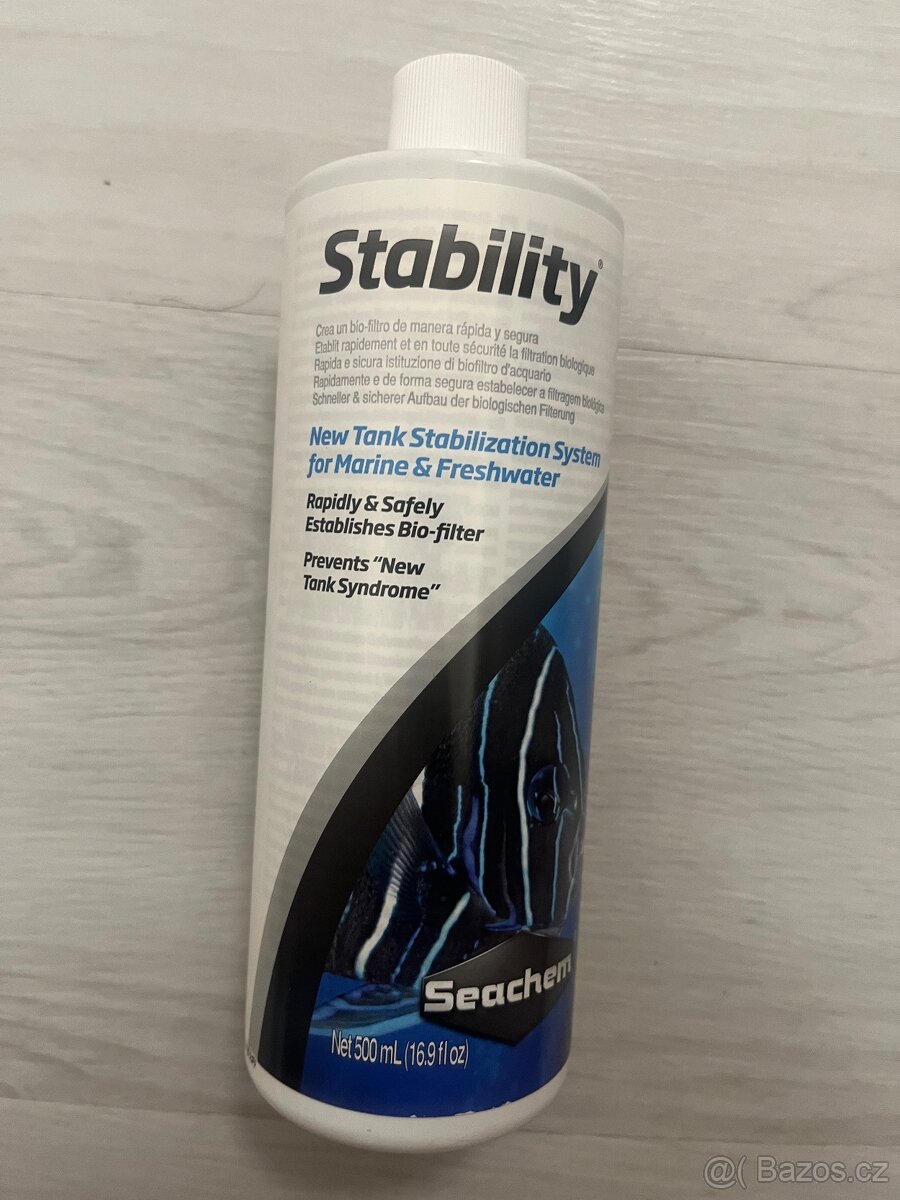 Stability®
Crea un bio-filtro de manera rápida y segura
Etablit rapidement et en toute sécurité la filtration biologique
Rapida e sicura istituzione di biofiltro d'acquario
Rapidamente e de forma segura estabelecer a filtragem biológica
Schneller & sicherer Aufbau der biologischen Filterung
New Tank Stabilization System
for Marine & Freshwater
Rapidly & Safely
Establishes Bio-filter
Prevents "New
Tank Syndrome"
Seachem
Net 500 mL (16.9 fl oz)
@( Bazos.cz